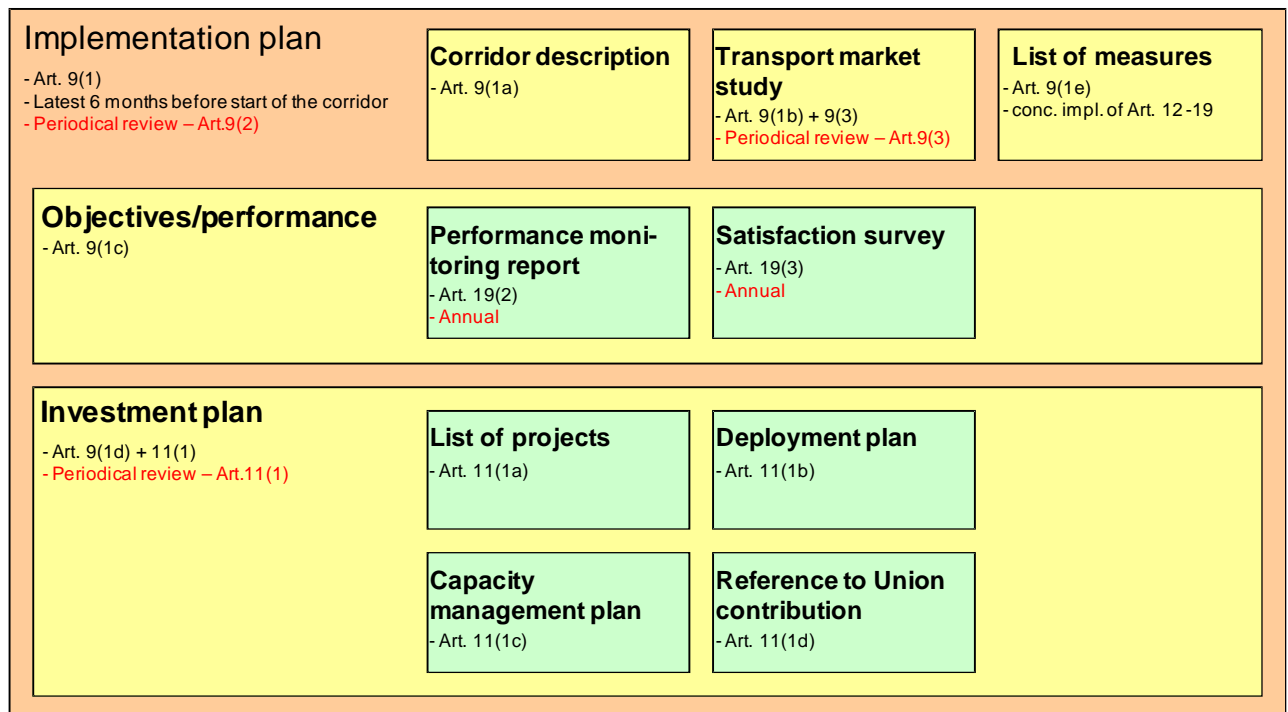 Implementation plan
- Art. 9(1)
- Latest 6 months before start of the corridor
- Periodical review – Art.9(2)
Corridor description
- Art. 9(1a)
Transport market
study
- Art. 9(1b) + 9(3)
- Periodical review – Art.9(3)
List of measures
- Art. 9(1e)
- conc. impl. of Art. 12-19
Objectives/performance
- Art. 9(1c)
Performance moni-
toring report
- Art. 19(2)
- Annual
Satisfaction survey
- Art. 19(3)
- Annual
Investment plan
- Art. 9(1d) + 11(1)
- Periodical review – Art.11(1)
List of projects
- Art. 11(1a)
Deployment plan
- Art. 11(1b)
Capacity
management plan
- Art. 11(1c)
Reference to Union
contribution
- Art. 11(1d)